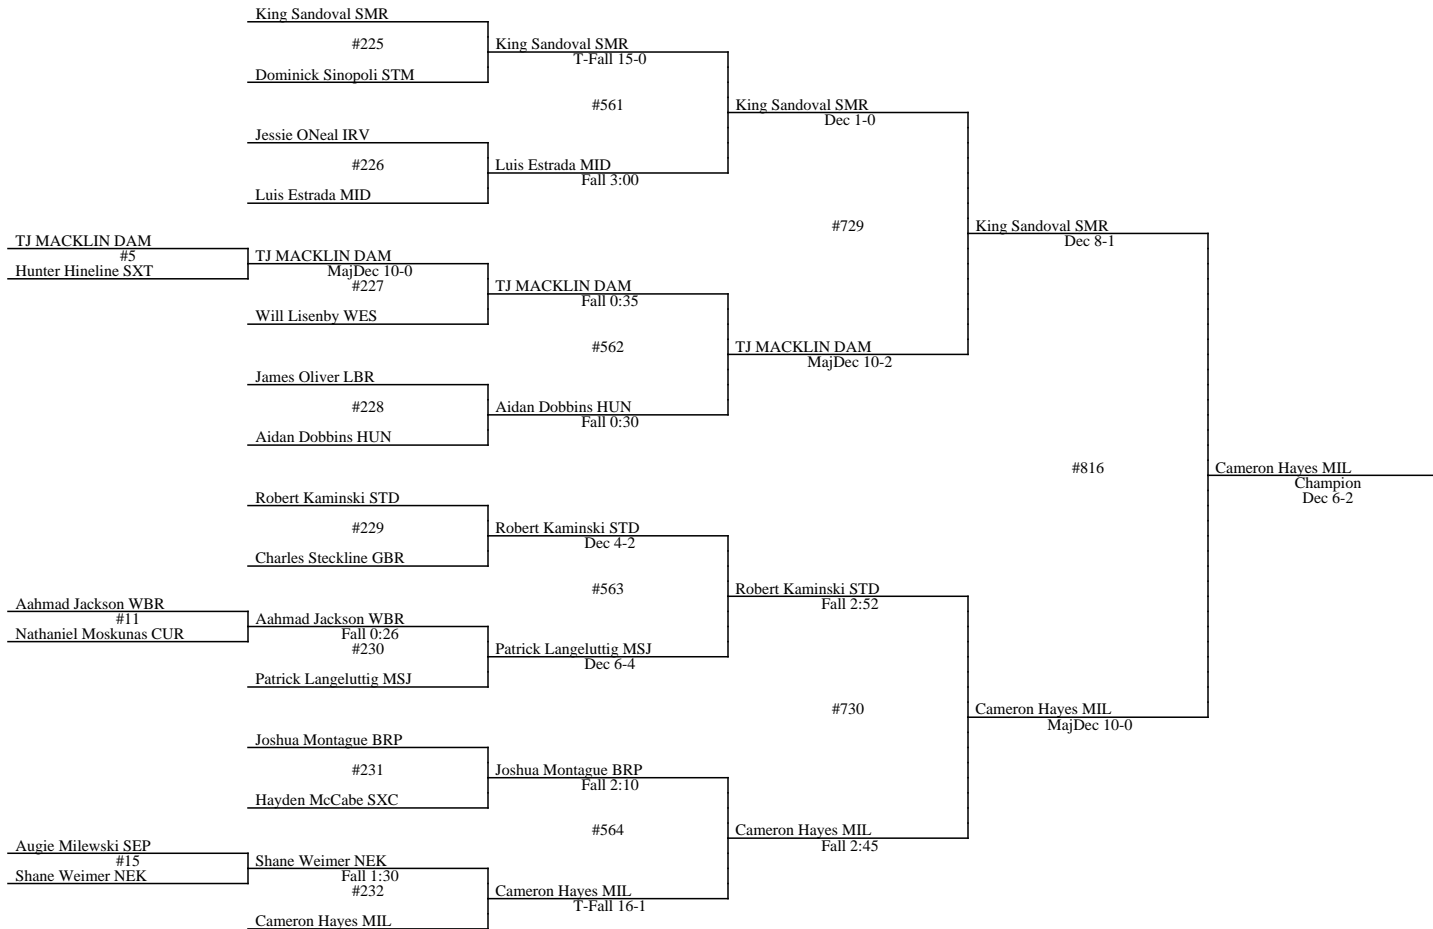 King Sandoval SMR
#225
King Sandoval SMR
T-Fall 15-0
Dominick Sinopoli STM
#561
King Sandoval SMR
Dec 1-0
Jessie ONeal IRV
#226
Luis Estrada MID
Fall 3:00
Luis Estrada MID
#729
King Sandoval SMR
Dec 8-1
TJ MACKLIN DAM
#5
Hunter Hineline SXT
TJ MACKLIN DAM
MajDec 10-0
#227
TJ MACKLIN DAM
Fall 0:35
Will Lisenby WES
#562
TJ MACKLIN DAM
MajDec 10-2
James Oliver LBR
#228
Aidan Dobbins HUN
Fall 0:30
Aidan Dobbins HUN
#816
Cameron Hayes MIL
Champion
Dec 6-2
Robert Kaminski STD
#229
Robert Kaminski STD
Dec 4-2
Charles Steckline GBR
#563
Robert Kaminski STD
Fall 2:52
Aahmad Jackson WBR
#11
Nathaniel Moskunas CUR
Aahmad Jackson WBR
Fall 0:26
#230
Patrick Langeluttig MSJ
Dec 6-4
Patrick Langeluttig MSJ
#730
Cameron Hayes MIL
MajDec 10-0
Joshua Montague BRP
#231
Joshua Montague BRP
Fall 2:10
Hayden McCabe SXC
#564
Cameron Hayes MIL
Fall 2:45
Augie Milewski SEP
#15
Shane Weimer NEK
Shane Weimer NEK
Fall 1:30
#232
Cameron Hayes MIL
T-Fall 16-1
Cameron Hayes MIL